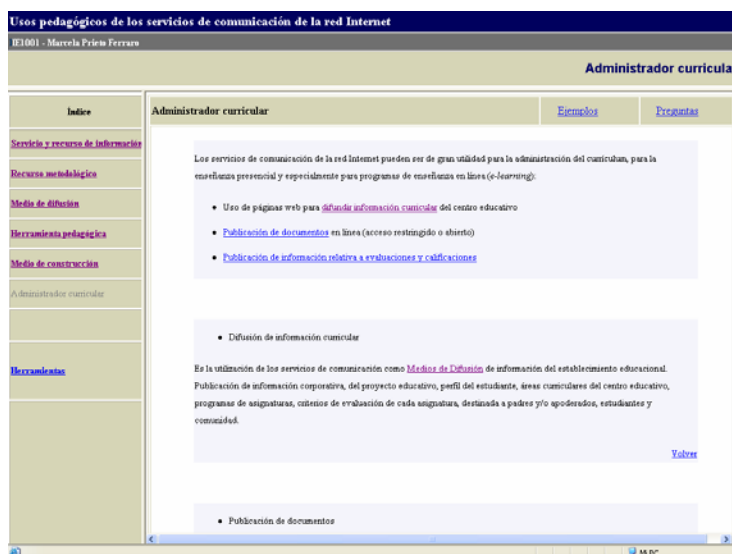 Usos pedagógicos de los servicios de comunicación de la red Internet
IE1001 - Marcela Prieto Ferraro
Administrador curricula
Indice
Servicio y recurso de información
Recurso metodológico
Medio de difusión
Herramienta pedagógica
Medio de construcción
Administrador curricular
Herramientas
Administrador curricular
Ejemplos
Preguntas
Los servicios de comunicación de la red Internet pueden ser de gran utilidad para la administración del curriculum, para la
enseñanza presencial y especialmente para programas de enseñanza en línea (e-learning):
• Uso de páginas web para difundir información curricular del centro educativo
• Publicación de documentos en línea (acceso restringido o abierto)
• Publicación de información relativa a evaluaciones y calificaciones
• Difusión de información curricular
Es la utilización de los servicios de comunicación como Medios de Difusión de información del establecimiento educacional.
Publicación de información corporativa, del proyecto educativo, perfil del estudiante, áreas curriculares del centro educativo,
programas de asignaturas, criterios de evaluación de cada asignatura, destinada a padres y/o apoderados, estudiantes y
comunidad.
Volver
• Publicación de documentos
Mi PC